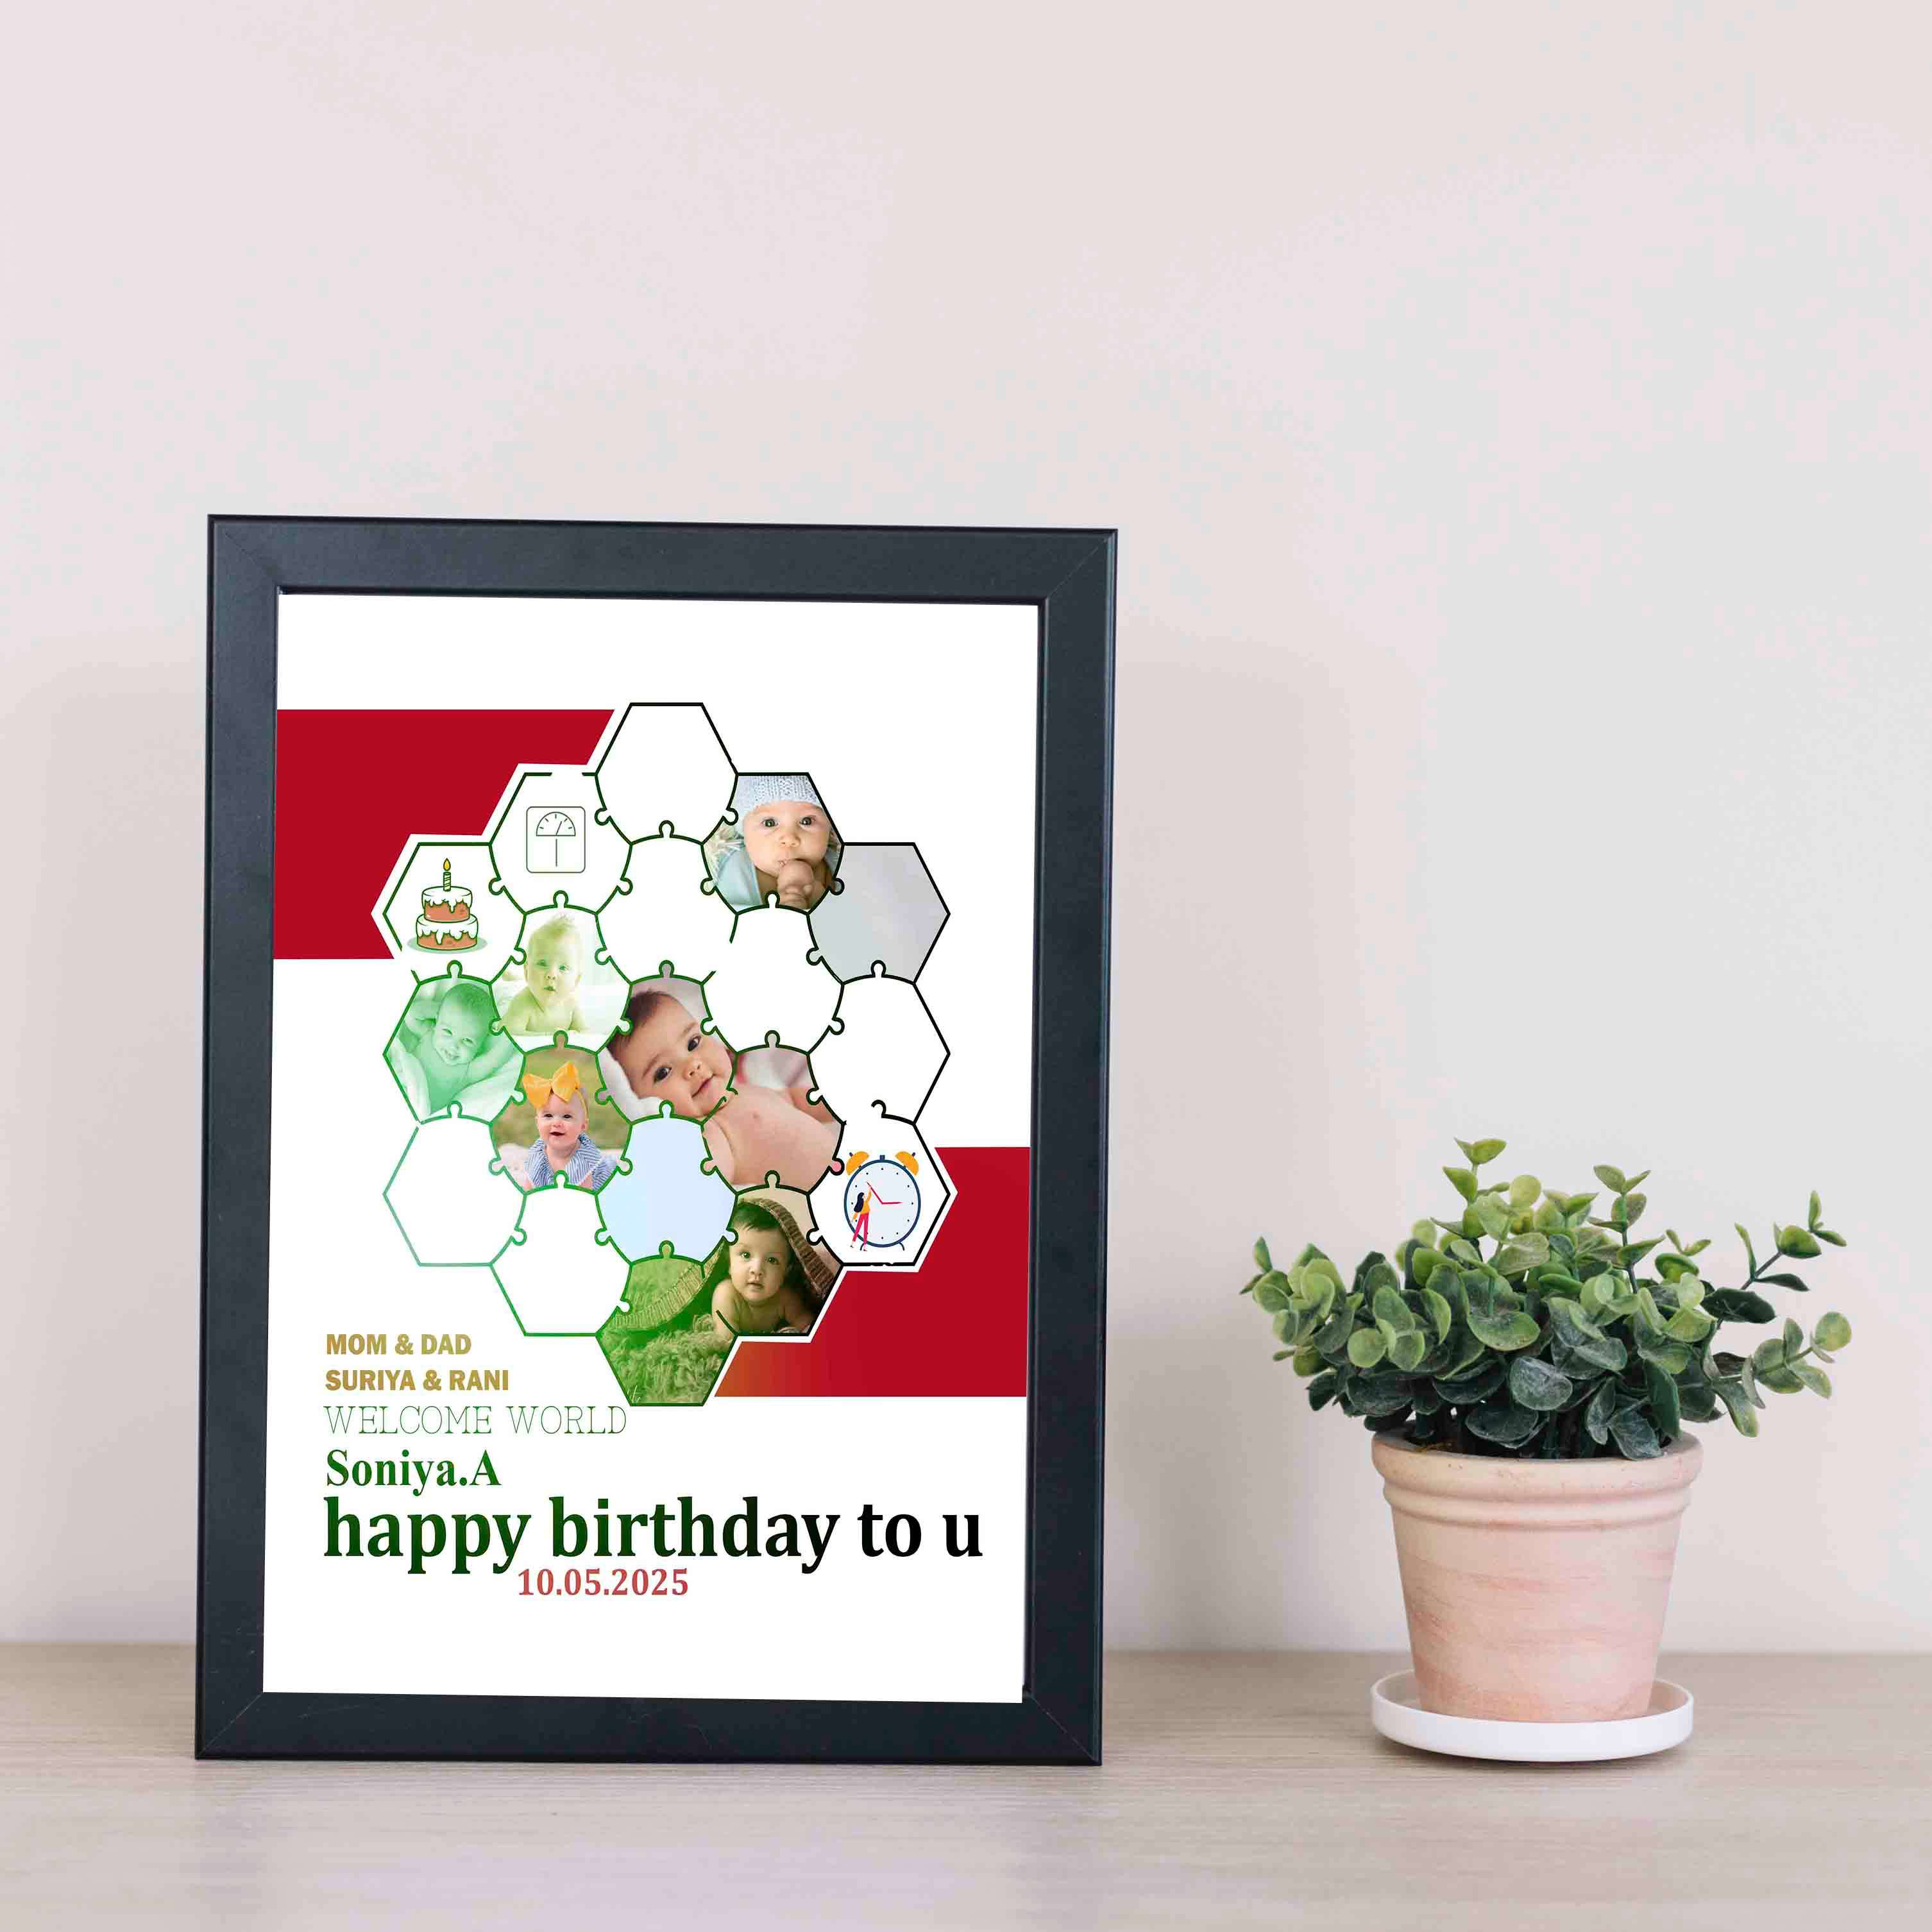 MOM & DAD
SURIYA & RANI
WELCOME WORLD
Soniya.A
happy birthday to u
10.05.2025